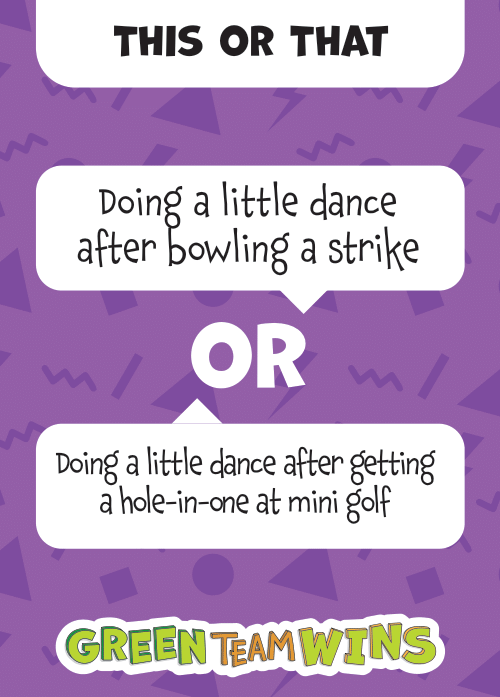 THIS OR THAT
Doing a little dance
after bowling a strike
OR
Doing a little dance after getting
a hole-in-one at mini golf
GREEN TEAM WINS